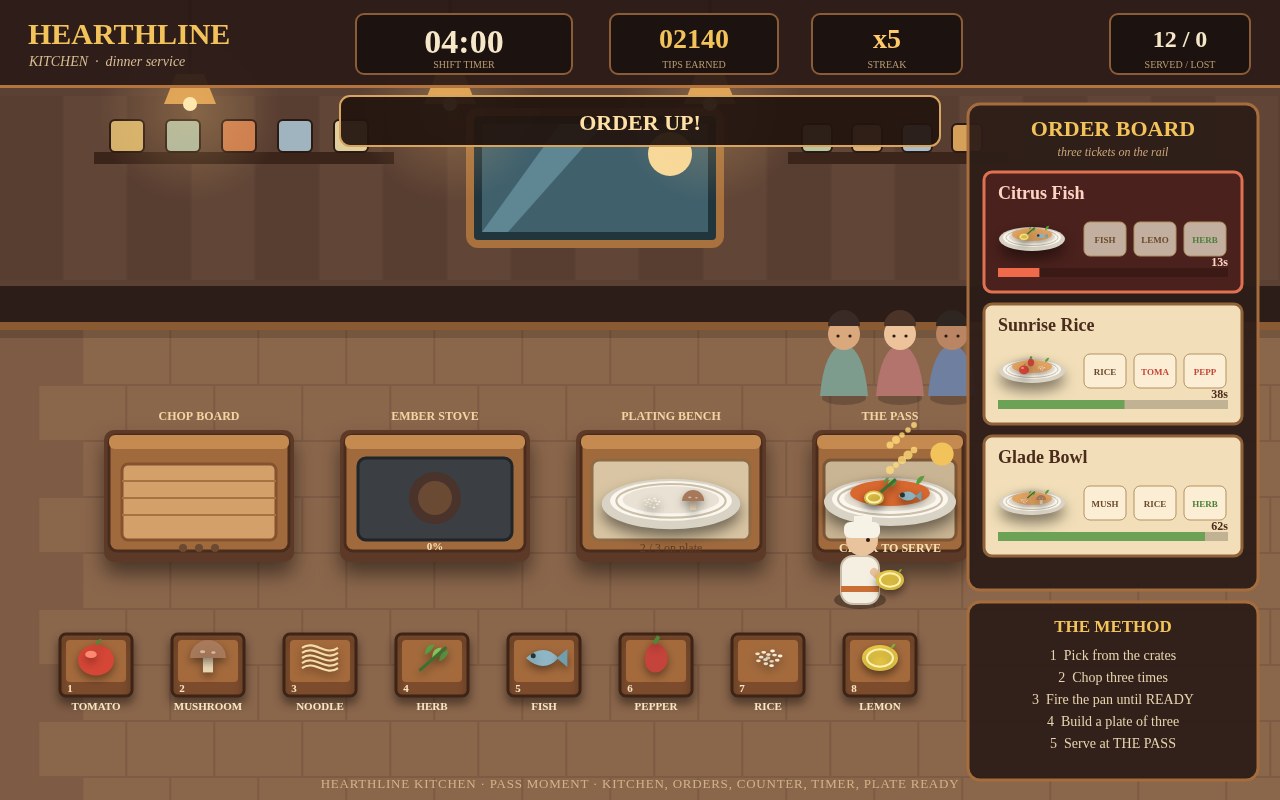 HEARTHLINE
KITCHEN · dinner service
04:00
SHIFT TIMER
02140
TIPS EARNED
x5
STREAK
12 / 0
SERVED / LOST
ORDER UP!
ORDER BOARD
three tickets on the rail
Citrus Fish
FISH LEMO HERB
13s
Sunrise Rice
RICE TOMA PEPP
38s
Glade Bowl
MUSH RICE HERB
62s
CHOP BOARD
EMBER STOVE
PLATING BENCH
THE PASS
0%
2 / 3 on plate
TO SERVE
1
TOMATO
2
MUSHROOM
3
NOODLE
4
HERB
5
FISH
6
PEPPER
7
RICE
8
LEMON
THE METHOD
1 Pick from the crates
2 Chop three times
3 Fire the pan until READY
4 Build a plate of three
5 Serve at THE PASS
HEARTHLINE KITCHEN · PASS MOMENT · KITCHEN, ORDERS, COUNTER, TIMER, PLATE READY